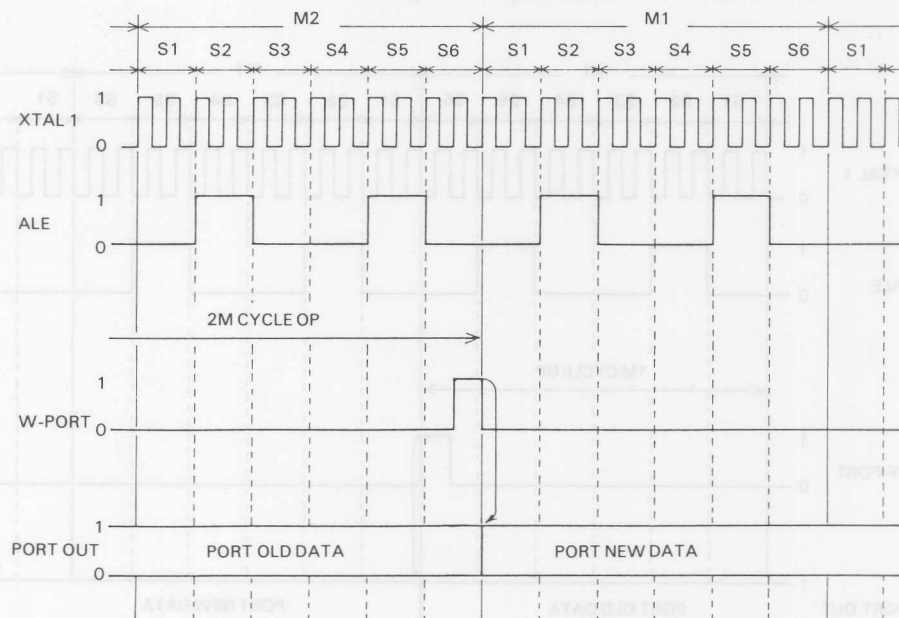 M2 M1
S1 S2 S3 S4 S5 S6 S1 S2 S3 S4 S5 S6 S1
1
XTAL 1
0
1
ALE
0
2M CYCLE OP
1
W-PORT
0
1
PORT OUT PORT OLD DATA PORT NEW DATA
0